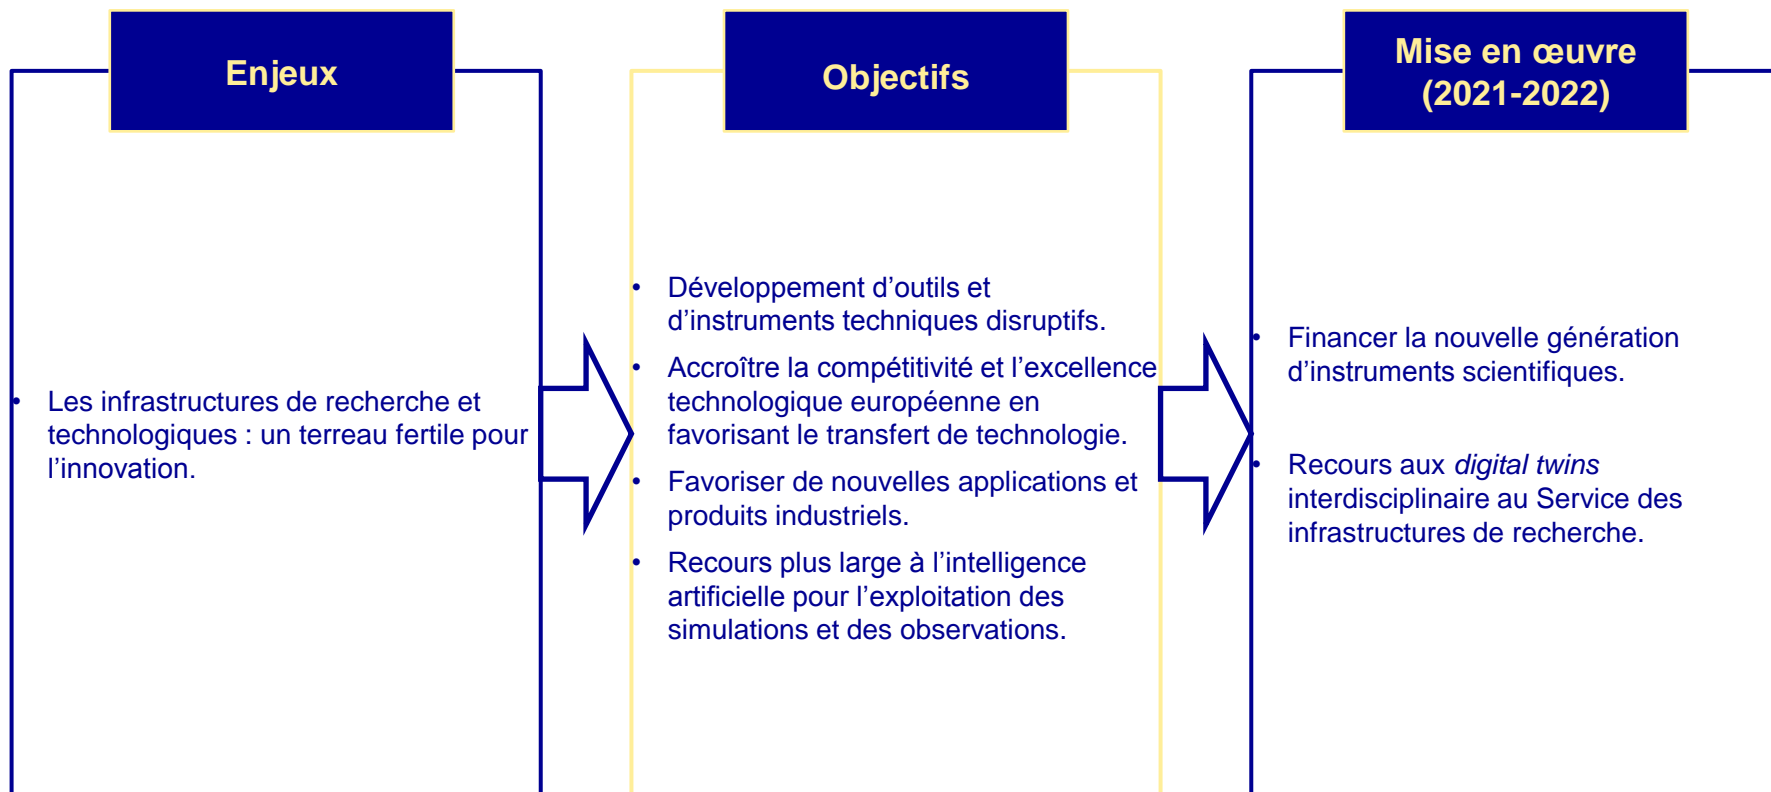 Enjeux
• Les infrastructures de recherche et
technologiques : un terreau fertile pour
l’innovation.
Objectifs
• Développement d’outils et
d’instruments techniques disruptifs.
• Accroître la compétitivité et l’excellence
technologique européenne en
favorisant le transfert de technologie.
• Favoriser de nouvelles applications et
produits industriels.
• Recours plus large à l’intelligence
artificielle pour l’exploitation des
simulations et des observations.
Mise en œuvre
(2021-2022)
• Financer la nouvelle génération
d’instruments scientifiques.
• Recours aux digital twins
interdisciplinaire au Service des
infrastructures de recherche.